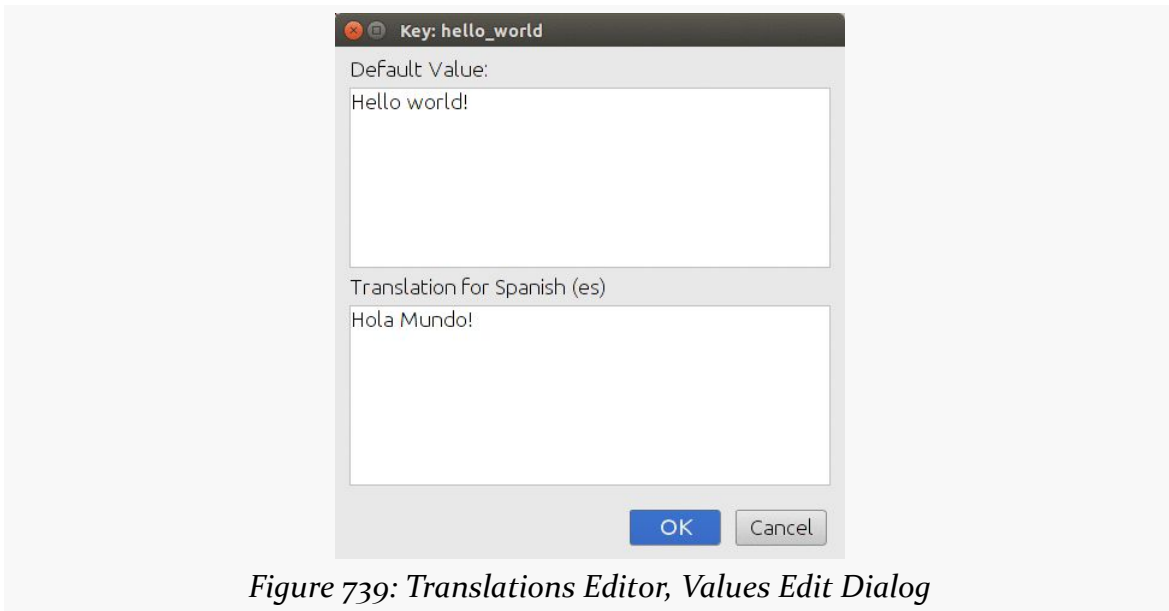 Key: hello_world
Default Value:
Hello world!
Translation for Spanish (es)
Hola Mundo!
OK Cancel
Figure 739: Translations Editor, Values Edit Dialog